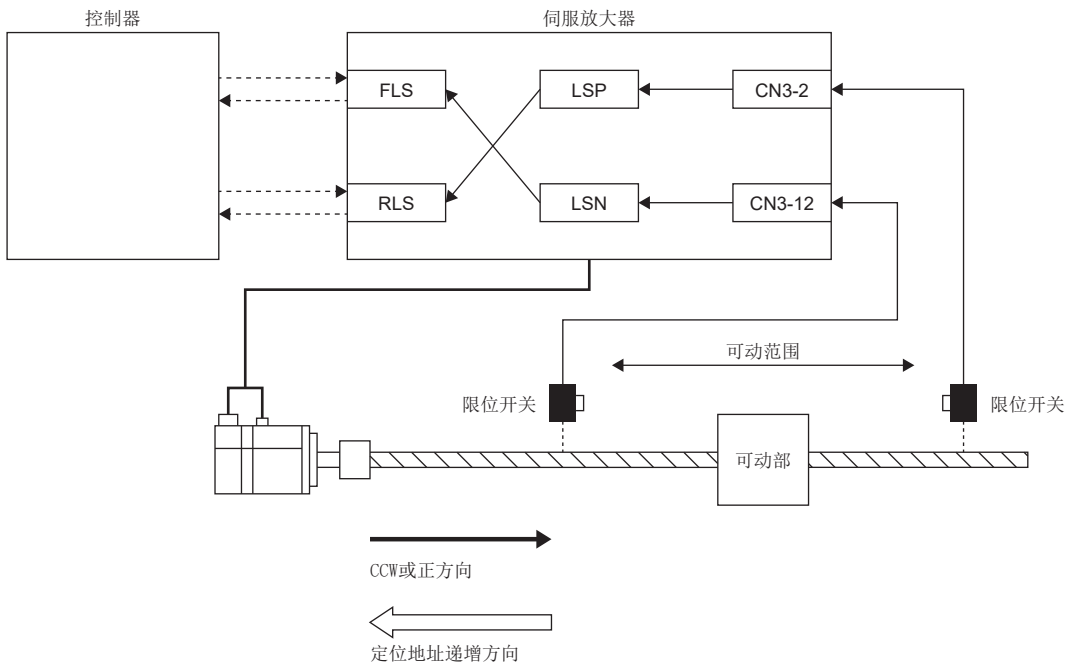 控制器
伺服放大器
FLS
LSP
CN3-2
RLS
LSN
CN3-12
可动范围
限位开关
限位开关
可动部
CCW或正方向
定位地址递增方向